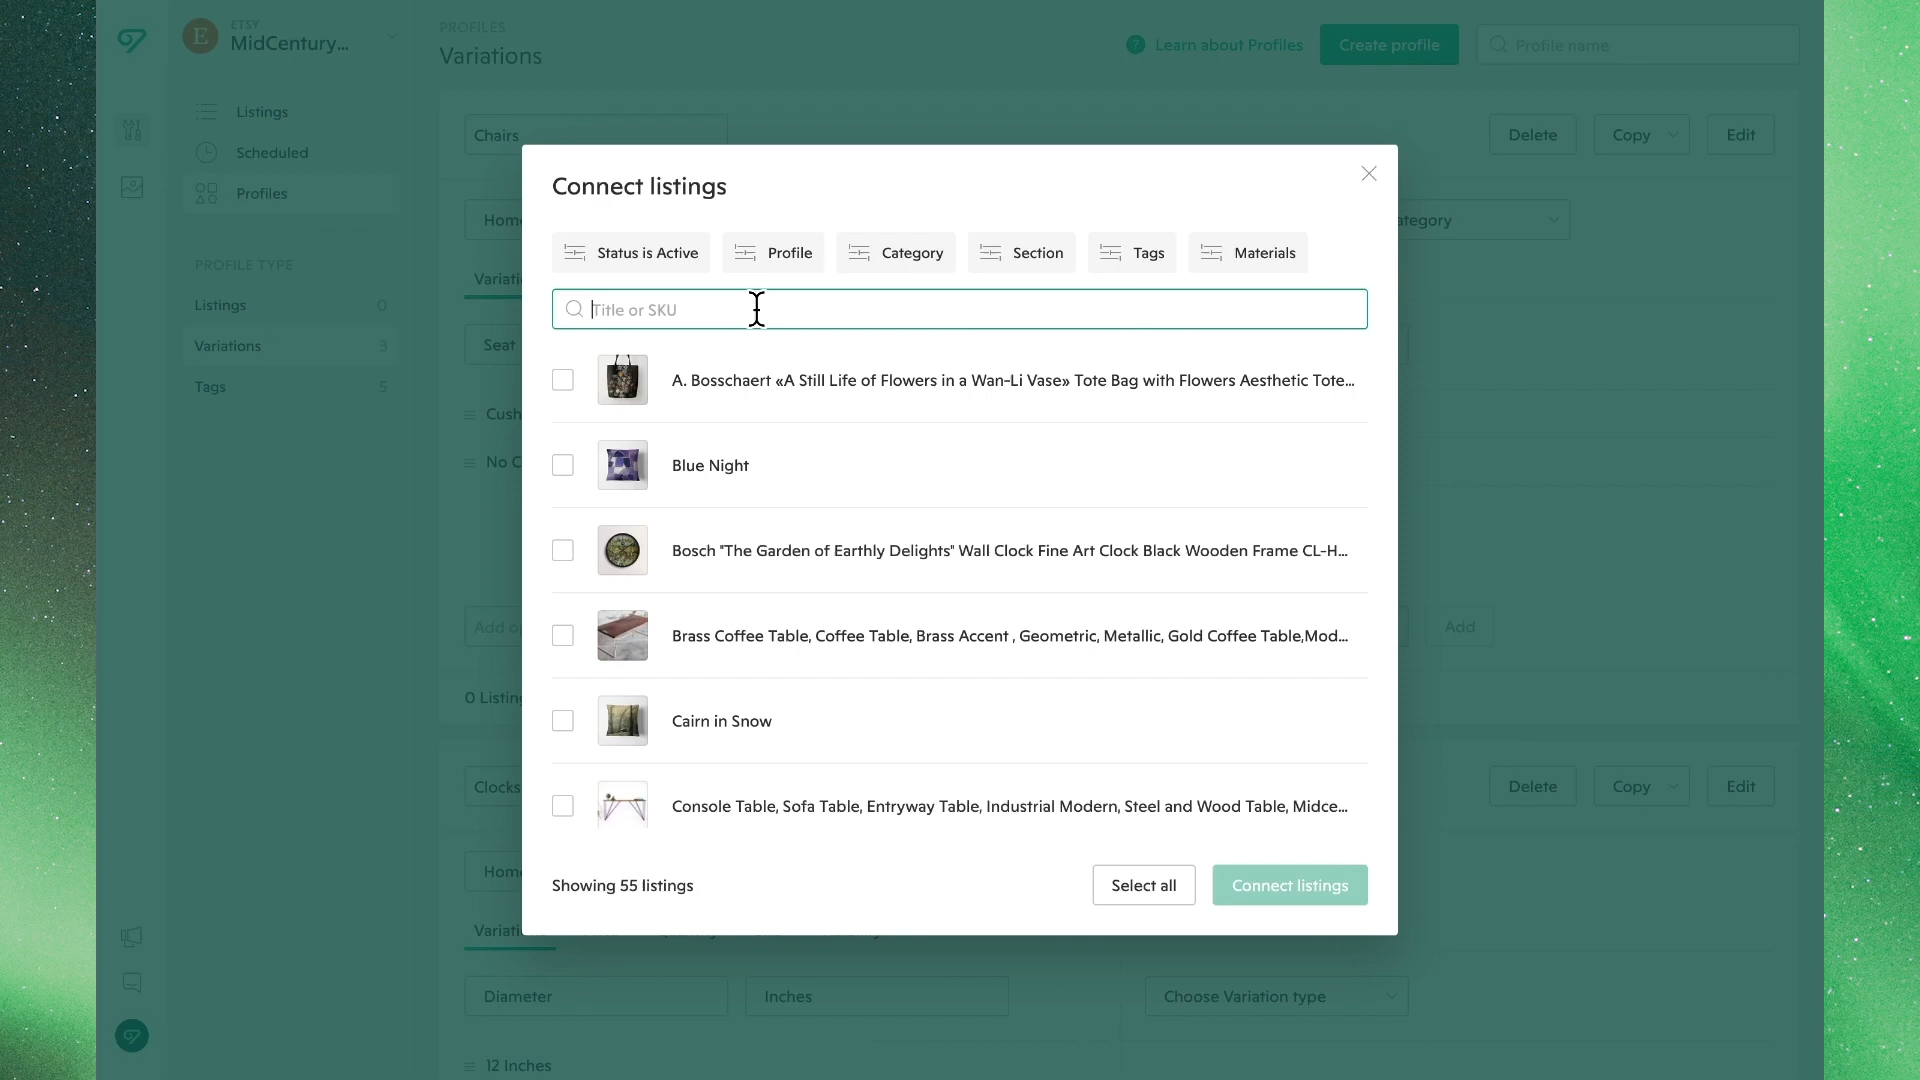 ETSY
E
MidCentury...
PROFILES
Variations
? Learn about Profiles
Create profile
Profile name
Listings
Scheduled
Profiles
PROFILE TYPE
Listings 0
Variations 3
Tags 5
Chairs
Delete
Copy
Edit
Connect listings
Status is Active
Profile
Category
Section
Tags
Materials
Title or SKU
A. Bosschaert «A Still Life of Flowers in a Wan-Li Vase» Tote Bag with Flowers Aesthetic Tote...
Blue Night
Bosch "The Garden of Earthly Delights" Wall Clock Fine Art Clock Black Wooden Frame CL-H...
Brass Coffee Table, Coffee Table, Brass Accent , Geometric, Metallic, Gold Coffee Table,Mod...
Cairn in Snow
Console Table, Sofa Table, Entryway Table, Industrial Modern, Steel and Wood Table, Midce...
Showing 55 listings
Select all
Connect listings
Seat
Add
Delete
Copy
Edit
Clocks
Diameter
Inches
Choose Variation type
12 Inches